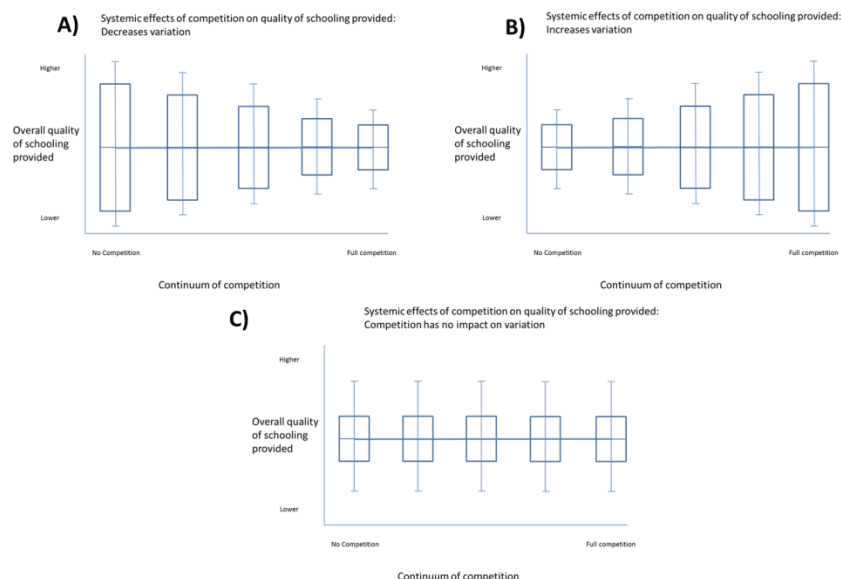 A)
Systemic effects of competition on quality of schooling provided:
Decreases variation
Higher
Overall quality
of schooling
provided
Lower
No Competition
Full competition
Continuum of competition
B)
Systemic effects of competition on quality of schooling provided:
Increases variation
Higher
Overall quality
of schooling
provided
Lower
No Competition
Full competition
Continuum of competition
C)
Systemic effects of competition on quality of schooling provided:
Competition has no impact on variation
Higher
Overall quality
of schooling
provided
Lower
No Competition
Full competition
Continuum of competition